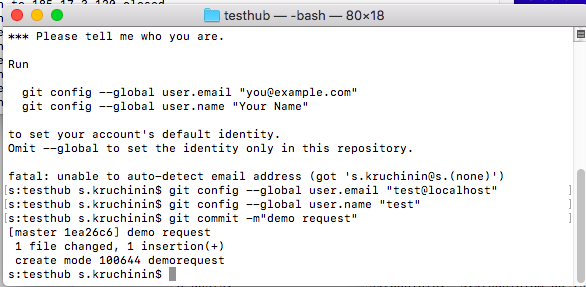 testhub — -bash — 80×18
*** Please tell me who you are.
Run
git config --global user.email "you@example.com"
git config --global user.name "Your Name"
to set your account's default identity.
Omit --global to set the identity only in this repository.
fatal: unable to auto-detect email address (got 's.kruchinin@s.(none)')
[s:testhub s.kruchinin$ git config --global user.email "test@localhost" ]
[s:testhub s.kruchinin$ git config --global user.name "test" ]
[s:testhub s.kruchinin$ git commit -m"demo request" ]
[master 1ea26c6] demo request
1 file changed, 1 insertion(+)
create mode 100644 demorequest
s:testhub s.kruchinin$